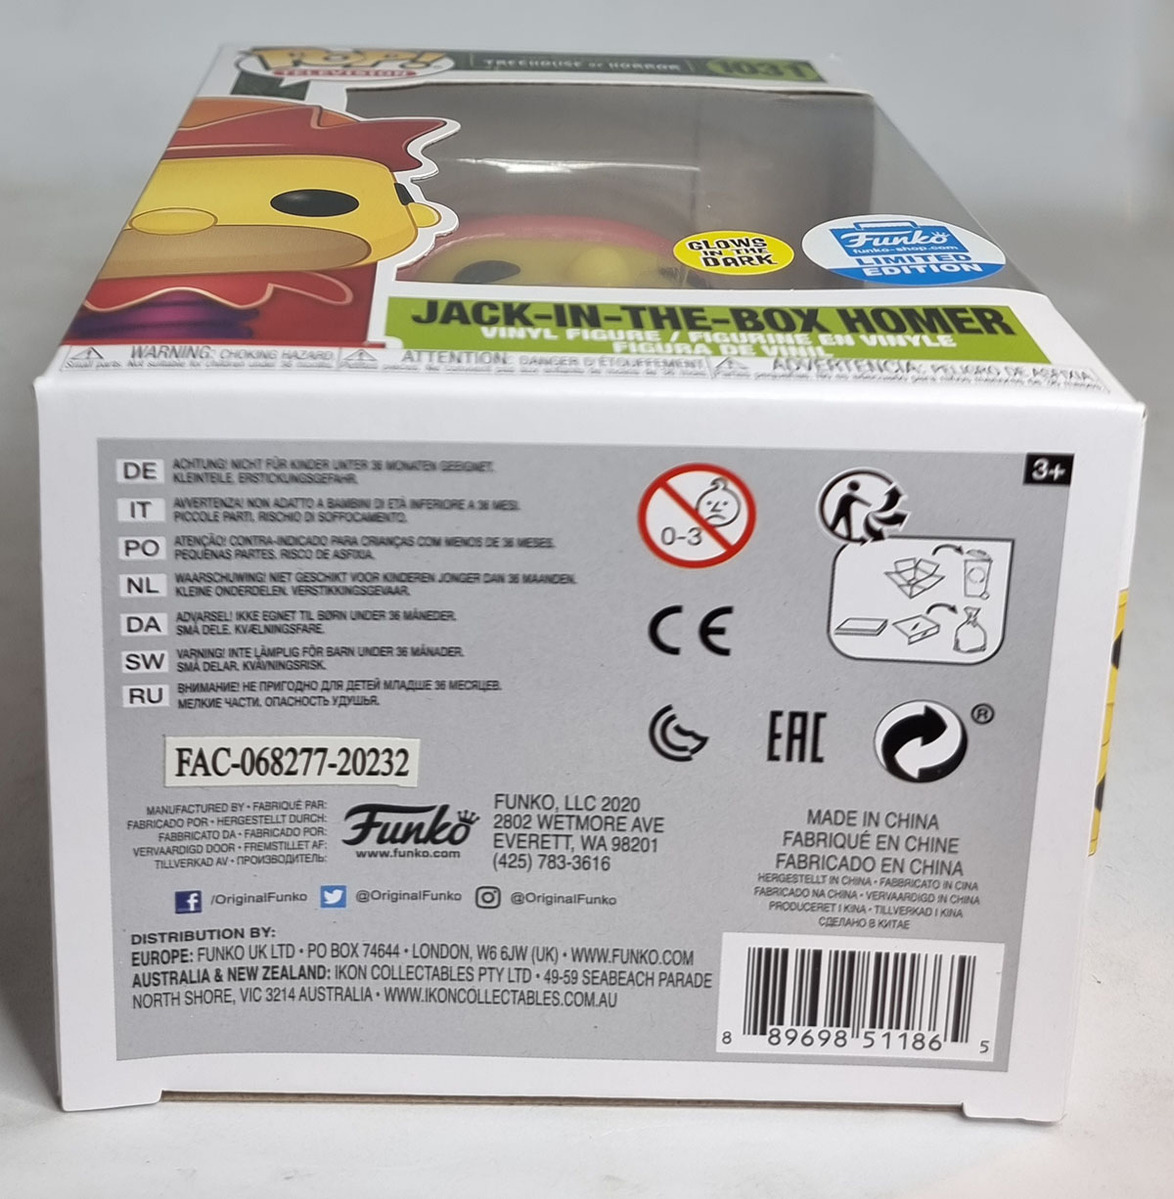 POP!
TELEVISION
TREEHOUSE OF HORROR
1031
GLOWS
IN THE
DARK
Funko
funko-shop.com
LIMITED
EDITION
JACK-IN-THE-BOX HOMER
VINYL FIGURE / FIGURINE EN VINYLE
FIGURA DE VINIL
WARNING: CHOKING HAZARD.
ATTENTION: DANGER D'ÉTOUFFEMENT
ADVERTENCIA: PELIGRO DE ASFIXIA
DE
ACHTUNG! NICHT FÜR KINDER UNTER 36 MONATEN GEEIGNET.
KLEINTEILE, ERSTICKUNGSGEFAHR.
IT
AVVERTENZA! NON ADATTO A BAMBINI DI ETÀ INFERIORE A 36 MESI.
PICCOLE PARTI, RISCHIO DI SOFFOCAMENTO.
PO
ATENÇÃO! CONTRA-INDICADO PARA CRIANÇAS COM MENOS DE 36 MESES.
PEQUENAS PARTES. RISCO DE ASFIXIA.
NL
WAARSCHUWING! NIET GESCHIKT VOOR KINDEREN JONGER DAN 36 MAANDEN.
KLEINE ONDERDELEN. VERSTIKKINGSGEVAAR.
DA
ADVARSEL! IKKE EGNET TIL BØRN UNDER 36 MÅNEDER.
SMÅ DELE. KVÆLNINGSFARE.
SW
VARNING! INTE LÄMPLIG FÖR BARN UNDER 36 MÅNADER.
SMÅ DELAR. KVÄVNINGSRISK.
RU
ВНИМАНИЕ! НЕ ПРИГОДНО ДЛЯ ДЕТЕЙ МЛАДШЕ 36 МЕСЯЦЕВ.
МЕЛКИЕ ЧАСТИ, ОПАСНОСТЬ УДУШЬЯ.
0-3
3+
CE
EAC
®
FAC-068277-20232
MANUFACTURED BY • FABRIQUÉ PAR:
FABRICADO POR • HERGESTELLT DURCH:
FABBRICATO DA • FABRICADO POR:
VERVAARDIGD DOOR • FREMSTILLET AF:
TILLVERKAD AV • ПРОИЗВОДИТЕЛЬ:
Funko
www.funko.com
FUNKO, LLC 2020
2802 WETMORE AVE
EVERETT, WA 98201
(425) 783-3616
MADE IN CHINA
FABRIQUÉ EN CHINE
FABRICADO EN CHINA
HERGESTELLT IN CHINA • FABBRICATO IN CINA
FABRICADO NA CHINA • VERVAARDIGD IN CHINA
PRODUCERET I KINA • TILLVERKAD I KINA
СДЕЛАНО В КИТАЕ
/OriginalFunko @OriginalFunko @OriginalFunko
DISTRIBUTION BY:
EUROPE: FUNKO UK LTD • PO BOX 74644 • LONDON, W6 6JW (UK) • WWW.FUNKO.COM
AUSTRALIA & NEW ZEALAND: IKON COLLECTABLES PTY LTD • 49-59 SEABEACH PARADE
NORTH SHORE, VIC 3214 AUSTRALIA • WWW.IKONCOLLECTABLES.COM.AU
8 89698 51186 5